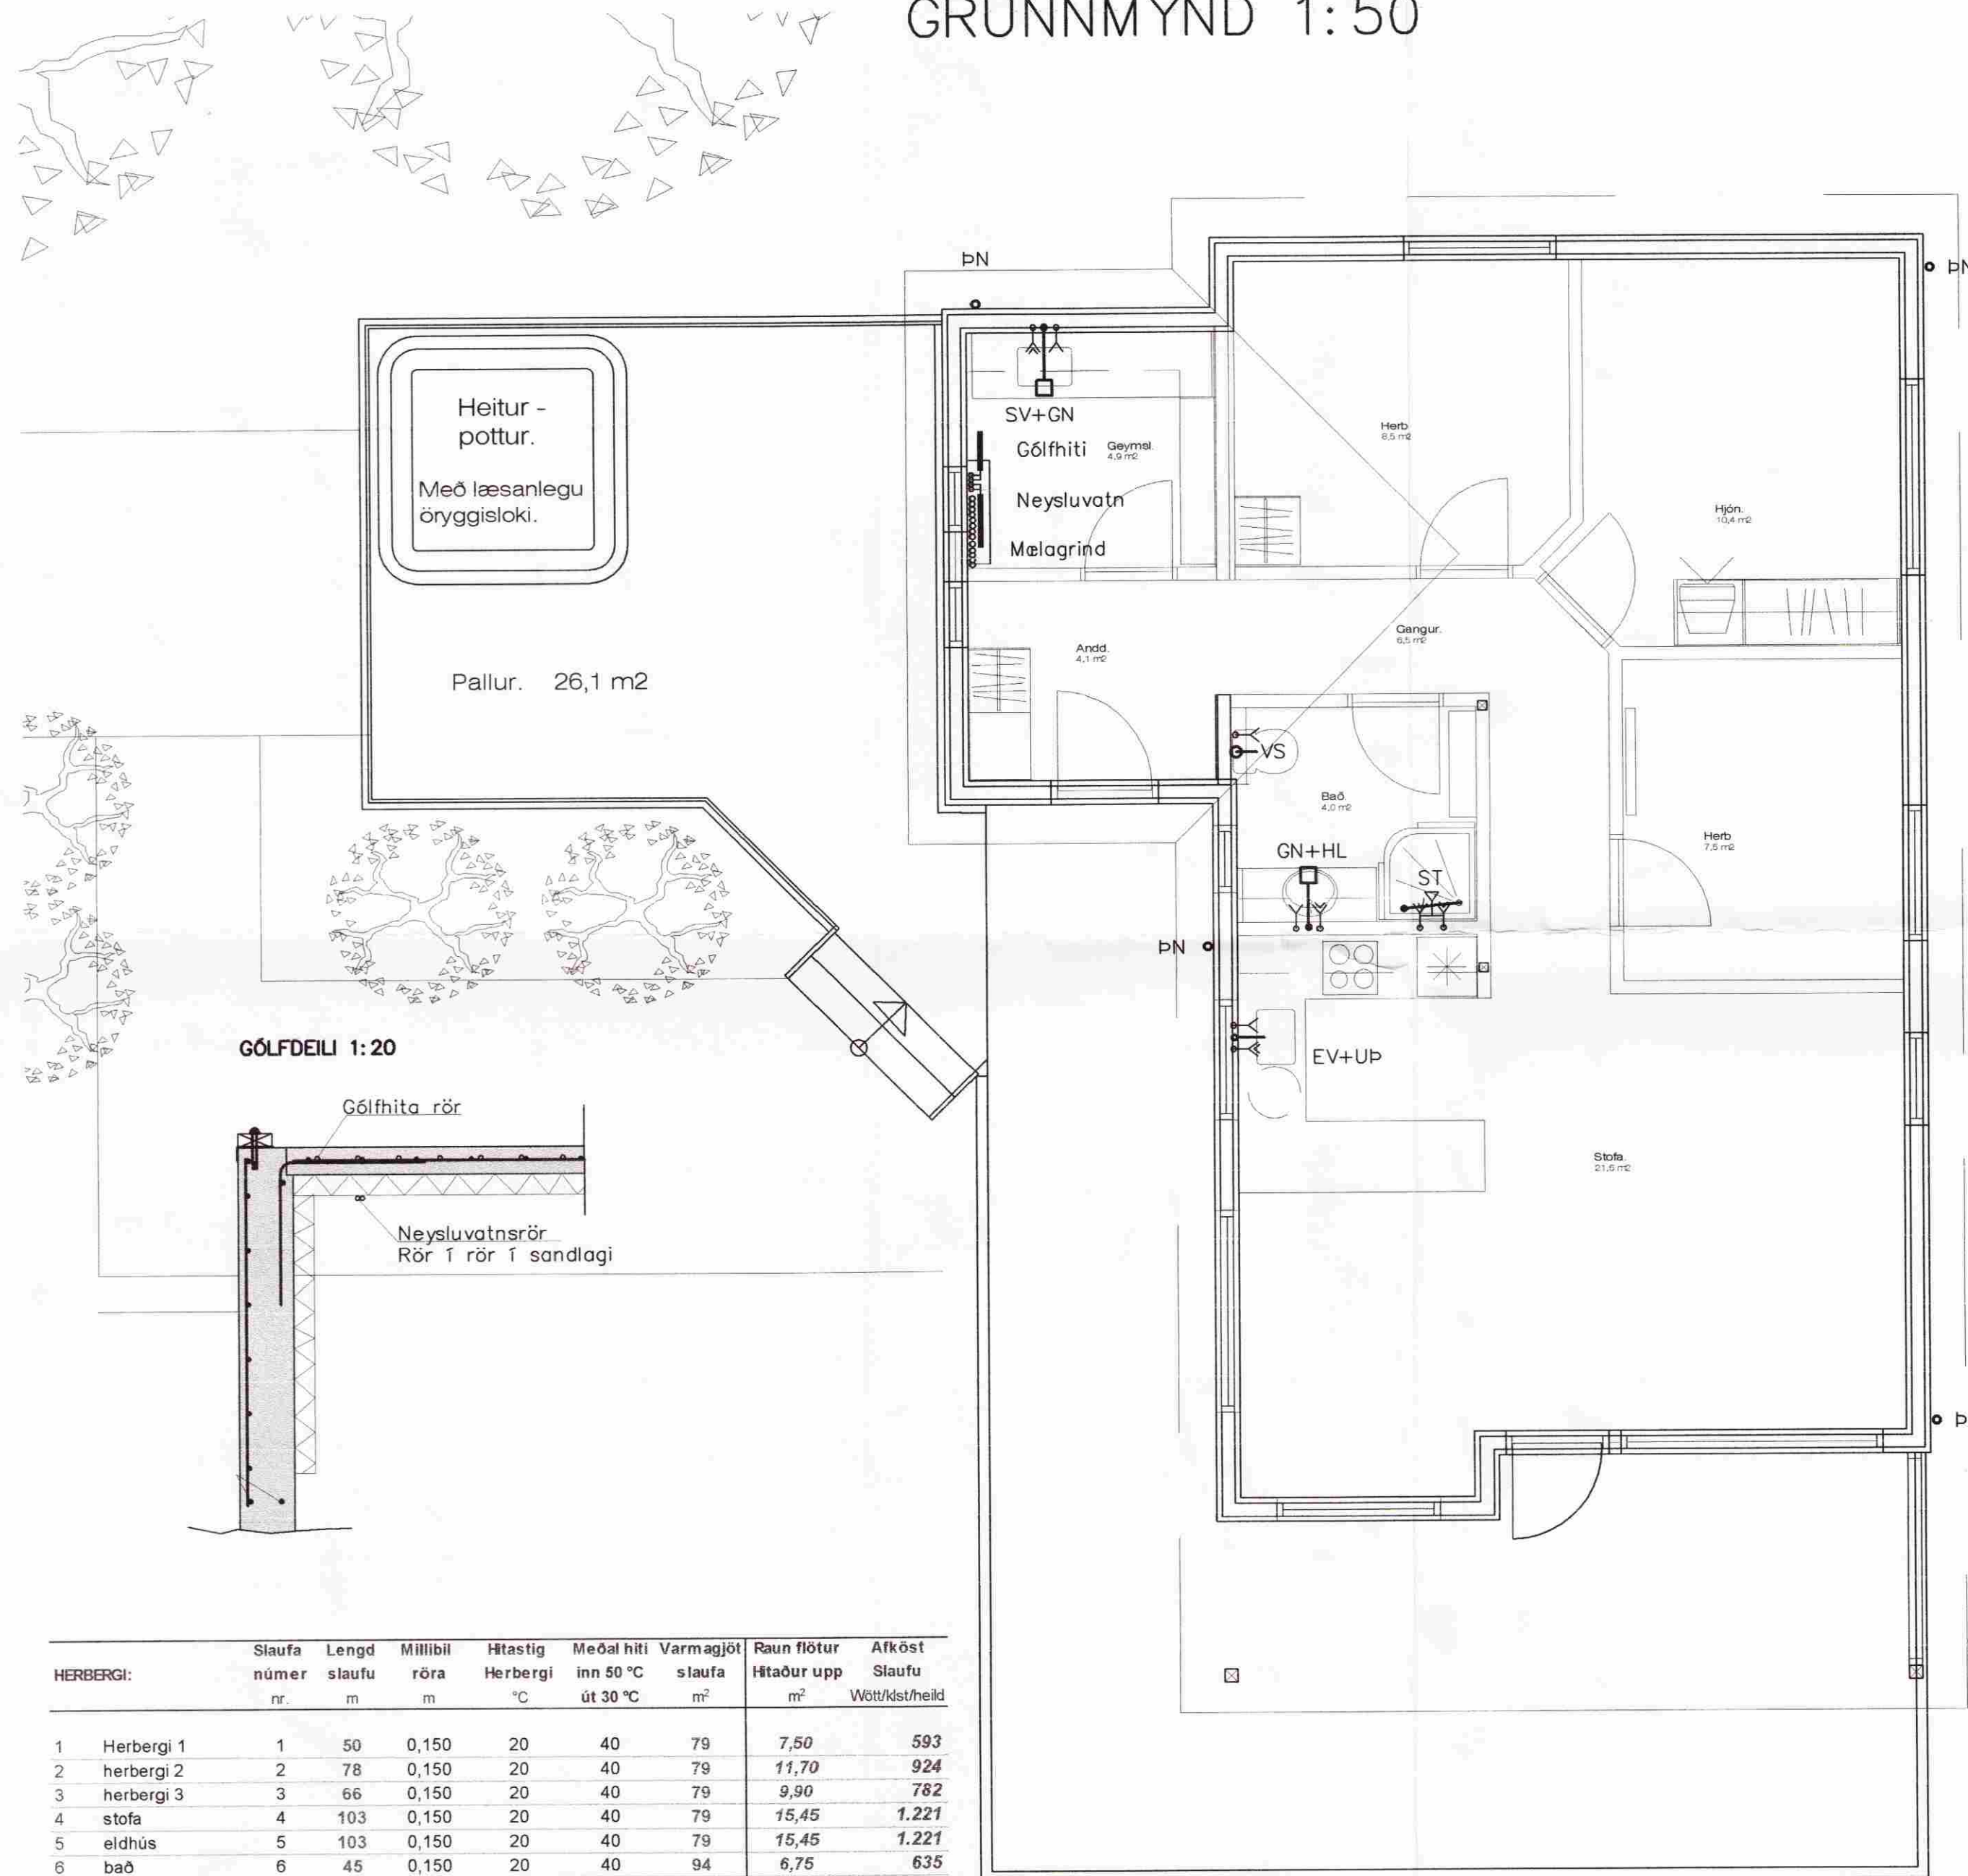 GRUNNMYND 1:50
ÞN
ÞN
Heitur -
pottur.
Með læsanlegu
öryggisloki.
SV+GN
Gólfhiti
Geymsl.
4,9 m2
Neysluvatn
Mælagrind
Herb
8,5 m2
Hjón.
10,4 m2
Andd.
4,1 m2
Gangur.
6,5 m2
Pallur. 26,1 m2
VS
Bað.
4,0 m2
Herb
7,5 m2
GN+HL
ST
ÞN
EV+UÞ
Stofa.
21,6 m2
Þ
GÓLFDEILI 1:20
Gólfhita rör
Neysluvatnsrör
Rör í rör í sandlagi
Slaufa Lengd Millibil Hitastig Meðal hiti Varmagjöt Raun flötur Afköst
HERBERGI: númer slaufu röra Herbergi inn 50 °C slaufa Hitaður upp Slaufu
nr. m m °C út 30 °C m² m² Wött/klst/heild
1 Herbergi 1 1 50 0,150 20 40 79 7,50 593
2 herbergi 2 2 78 0,150 20 40 79 11,70 924
3 herbergi 3 3 66 0,150 20 40 79 9,90 782
4 stofa 4 103 0,150 20 40 79 15,45 1.221
5 eldhús 5 103 0,150 20 40 79 15,45 1.221
6 bað 6 45 0,150 20 40 94 6,75 635